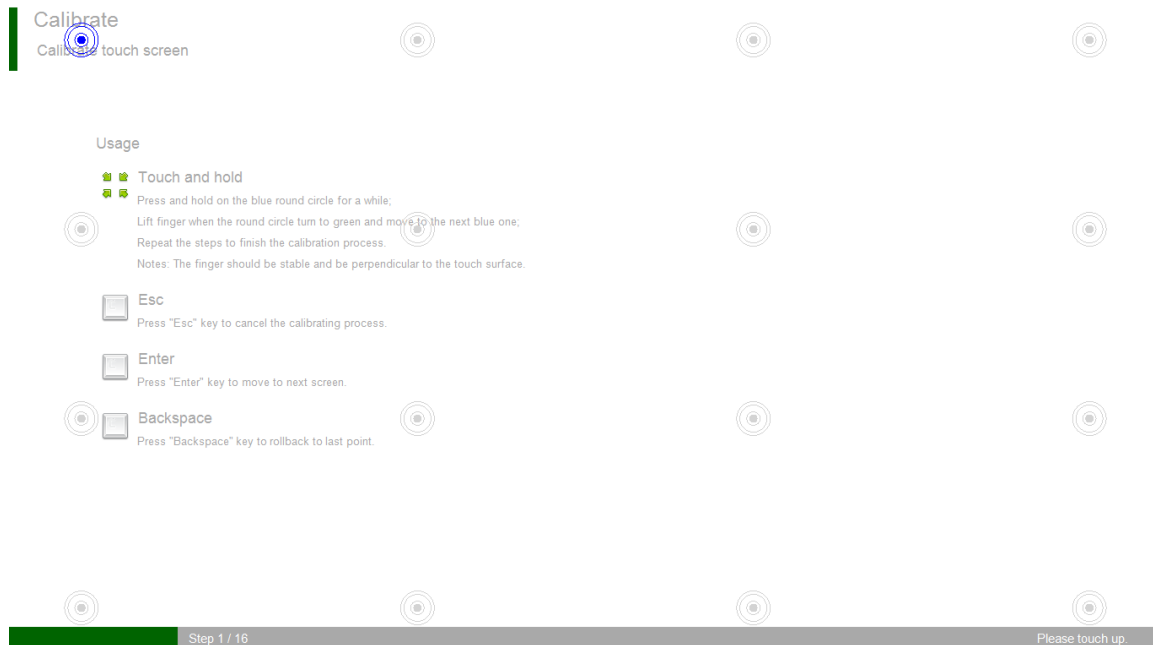 Calibrate
Calibrate touch screen
Usage
Touch and hold
Press and hold on the blue round circle for a while;
Lift finger when the round circle turn to green and move to the next blue one;
Repeat the steps to finish the calibration process.
Notes: The finger should be stable and be perpendicular to the touch surface.
Esc
Press "Esc" key to cancel the calibrating process.
Enter
Press "Enter" key to move to next screen.
Backspace
Press "Backspace" key to rollback to last point.
Step 1 / 16
Please touch up.